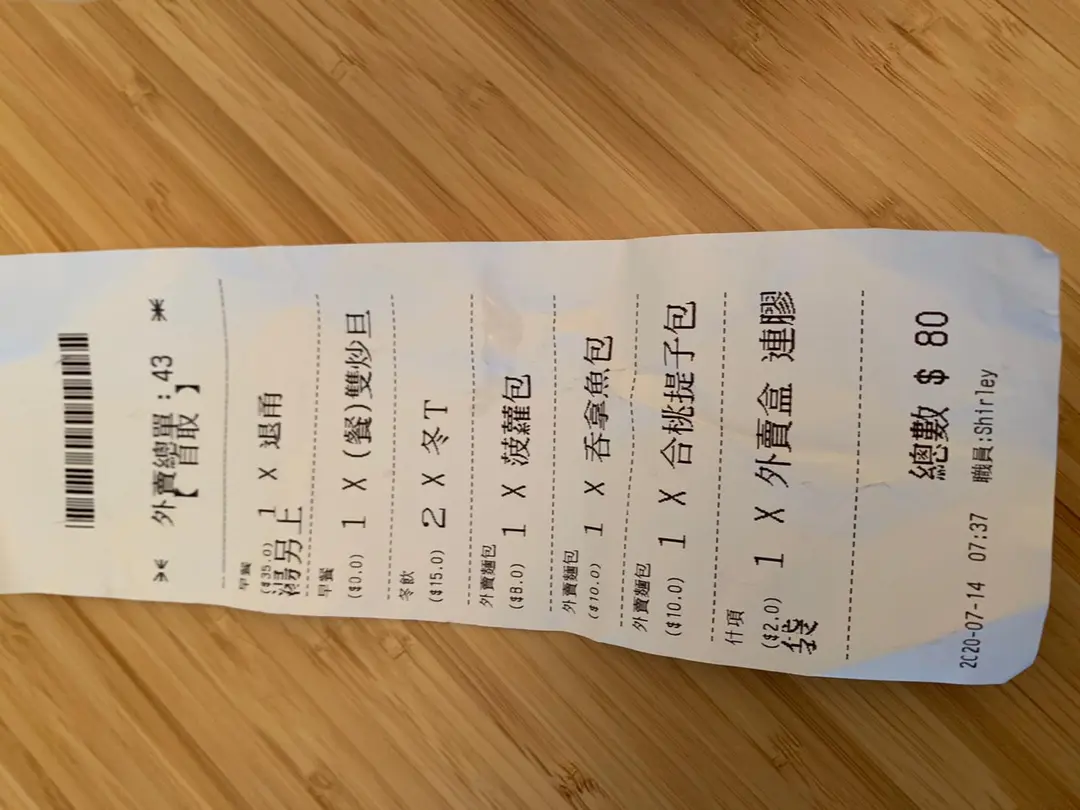 ※ 外賣總單:43 ※
【自取】
早餐
($35.0) 1 X 退甬
湯另上
早餐
($0.0) 1 X (餐)雙炒旦
冬飲
($15.0) 2 X 冬T
外賣麵包
($8.0) 1 X 菠蘿包
外賣麵包
($10.0) 1 X 吞拿魚包
外賣麵包
($10.0) 1 X 合桃提子包
什項
($2.0) 1 X 外賣盒 連膠
袋
總數 $ 80
2020-07-14 07:37 職員:Shirley